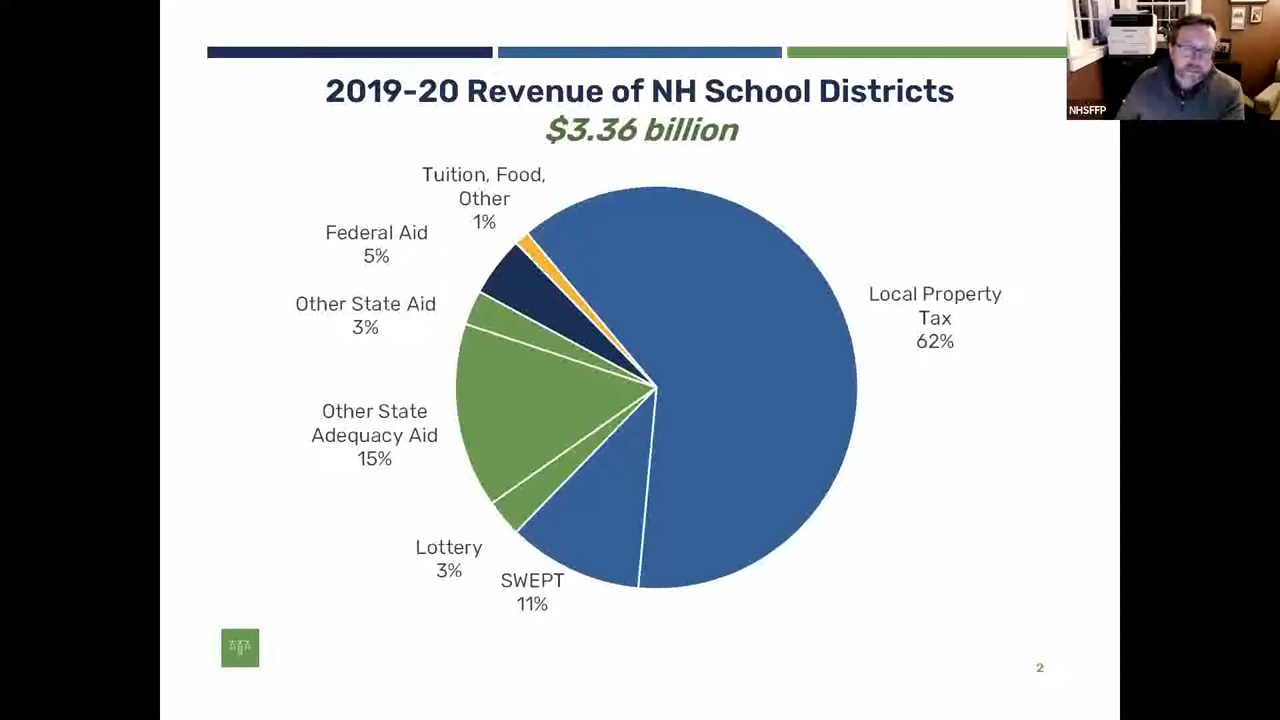 2019-20 Revenue of NH School Districts
$3.36 billion
NHSFFP
Tuition, Food,
Other
1%
Federal Aid
5%
Other State Aid
3%
Other State
Adequacy Aid
15%
Lottery
3%
SWEPT
11%
Local Property
Tax
62%
2